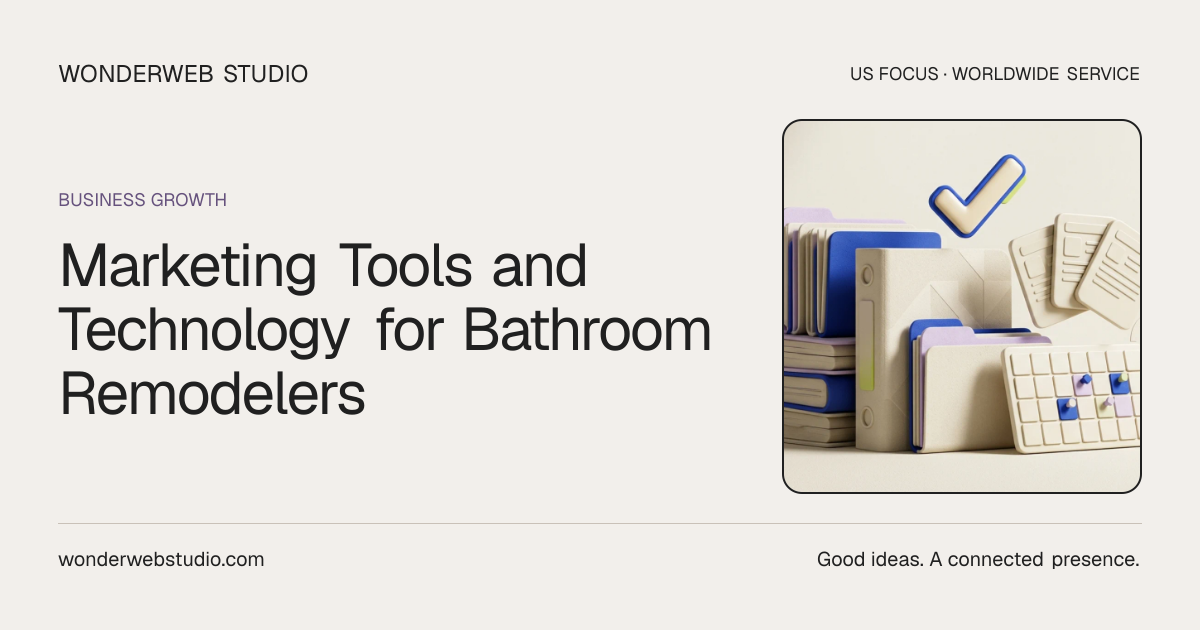 WONDERWEB STUDIO
US FOCUS · WORLDWIDE SERVICE
BUSINESS GROWTH
Marketing Tools and
Technology for Bathroom
Remodelers
wonderwebstudio.com
Good ideas. A connected presence.